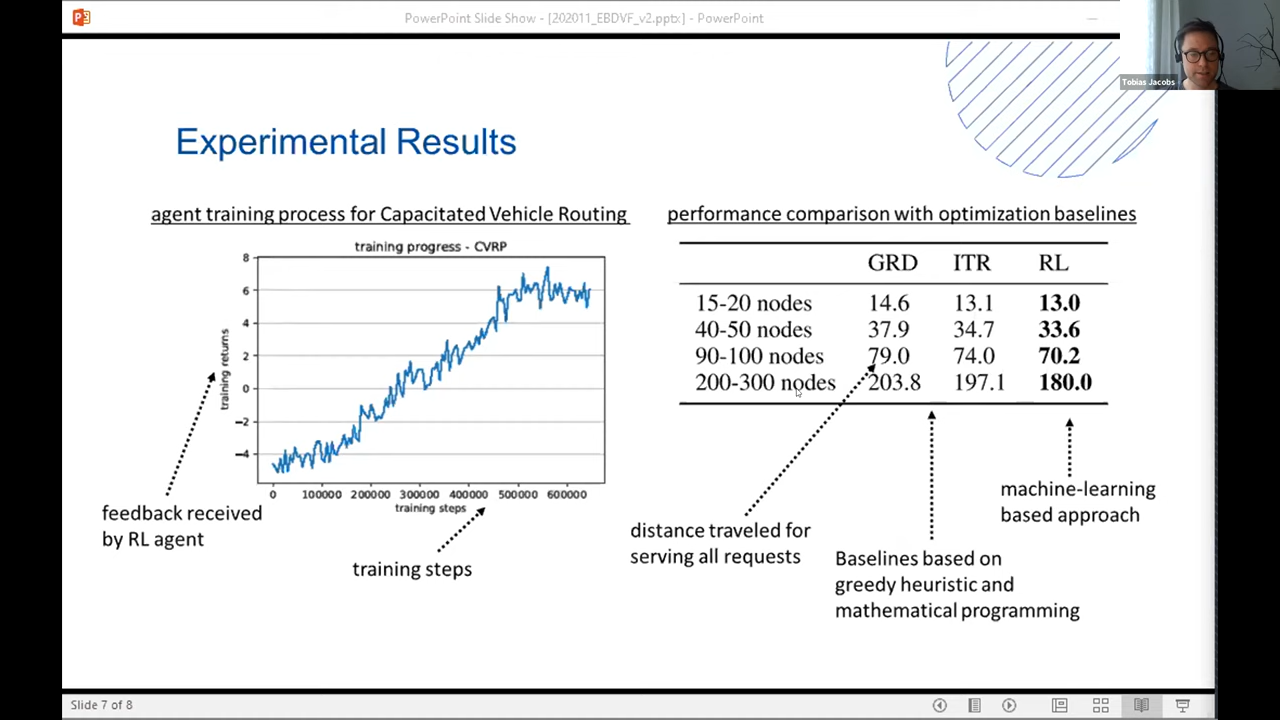 PowerPoint Slide Show - [202011_EBDVF_v2.pptx] - PowerPoint
Tobias Jacobs
Experimental Results
agent training process for Capacitated Vehicle Routing
training progress - CVRP
8
6
4
2
0
−2
−4
training returns
0 100000 200000 300000 400000 500000 600000
training steps
feedback received
by RL agent
training steps
performance comparison with optimization baselines
GRD ITR RL
15-20 nodes 14.6 13.1 13.0
40-50 nodes 37.9 34.7 33.6
90-100 nodes 79.0 74.0 70.2
200-300 nodes 203.8 197.1 180.0
distance traveled for
serving all requests
Baselines based on
greedy heuristic and
mathematical programming
machine-learning
based approach
Slide 7 of 8